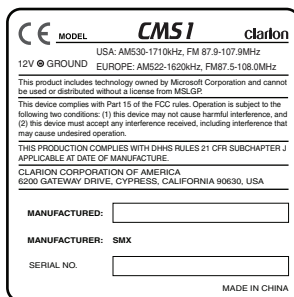 CE MODEL CMS1 clarion
USA: AM530-1710kHz, FM 87.9-107.9MHz
12V ⊖ GROUND EUROPE: AM522-1620kHz, FM87.5-108.0MHz
This product includes technology owned by Microsoft Corporation and cannot
be used or distributed without a license from MSLGP.
This device complies with Part 15 of the FCC rules. Operation is subject to the
following two conditions: (1) this device may not cause harmful interference, and
(2) this device must accept any interference received, including interference that
may cause undesired operation.
THIS PRODUCTION COMPLIES WITH DHHS RULES 21 CFR SUBCHAPTER J
APPLICABLE AT DATE OF MANUFACTURE.
CLARION CORPORATION OF AMERICA
6200 GATEWAY DRIVE, CYPRESS, CALIFORNIA 90630, USA
MANUFACTURED:
MANUFACTURER: SMX
SERIAL NO.
MADE IN CHINA